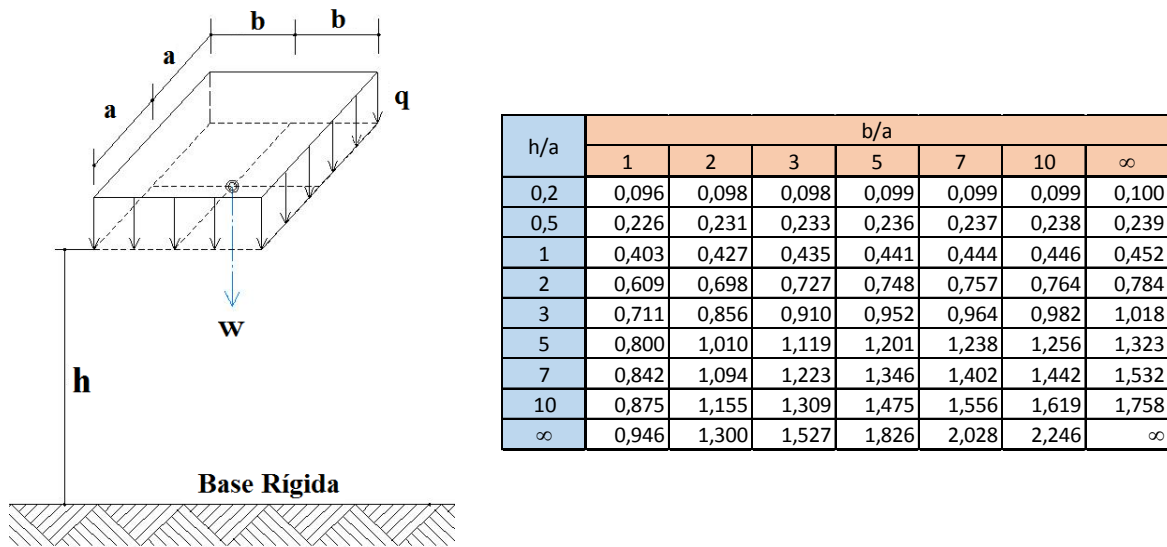 b b
a
a
q
w
h
Base Rígida
h/a b/a
1 2 3 5 7 10 ∞
0,2 0,096 0,098 0,098 0,099 0,099 0,099 0,100
0,5 0,226 0,231 0,233 0,236 0,237 0,238 0,239
1 0,403 0,427 0,435 0,441 0,444 0,446 0,452
2 0,609 0,698 0,727 0,748 0,757 0,764 0,784
3 0,711 0,856 0,910 0,952 0,964 0,982 1,018
5 0,800 1,010 1,119 1,201 1,238 1,256 1,323
7 0,842 1,094 1,223 1,346 1,402 1,442 1,532
10 0,875 1,155 1,309 1,475 1,556 1,619 1,758
∞ 0,946 1,300 1,527 1,826 2,028 2,246 ∞